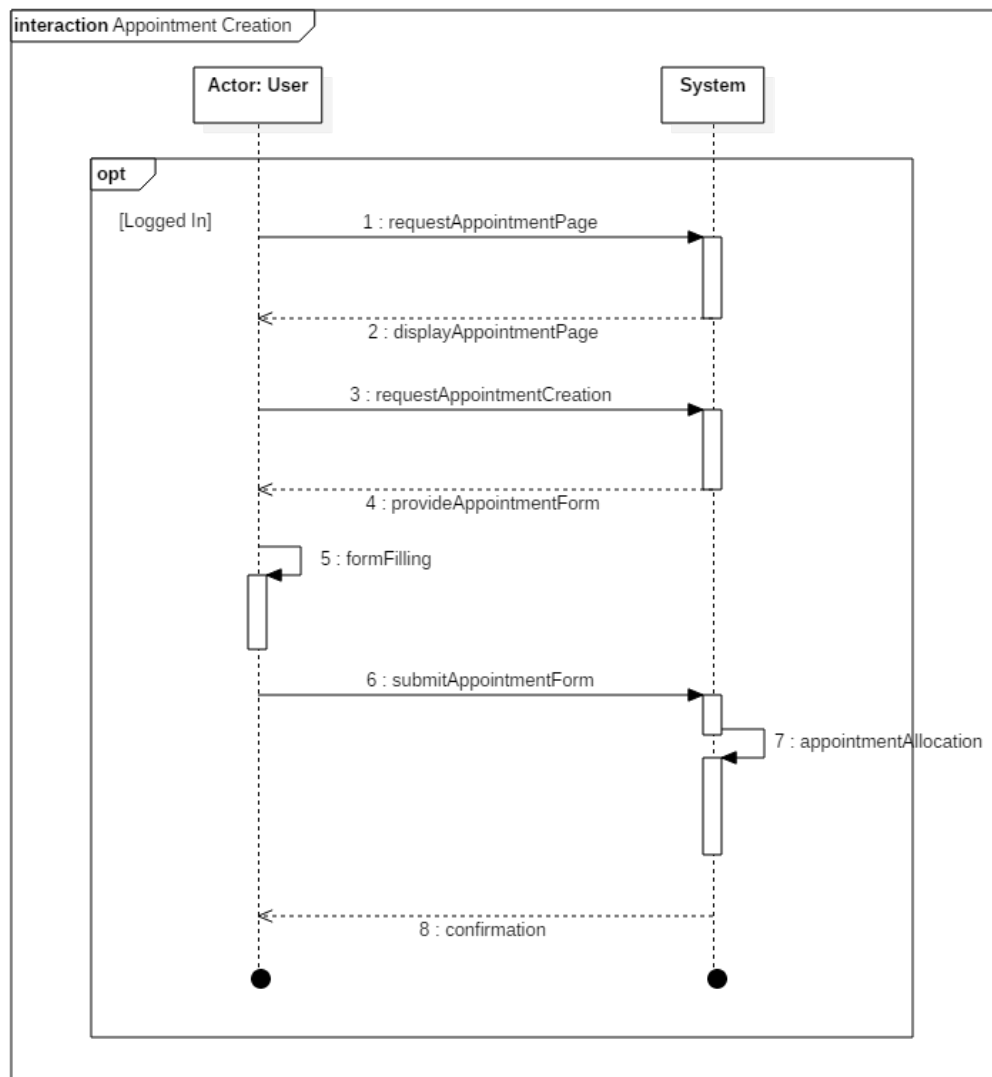 interaction Appointment Creation
Actor: User
System
opt
[Logged In]
1 : requestAppointmentPage
2 : displayAppointmentPage
3 : requestAppointmentCreation
4 : provideAppointmentForm
5 : formFilling
6 : submitAppointmentForm
7 : appointmentAllocation
8 : confirmation